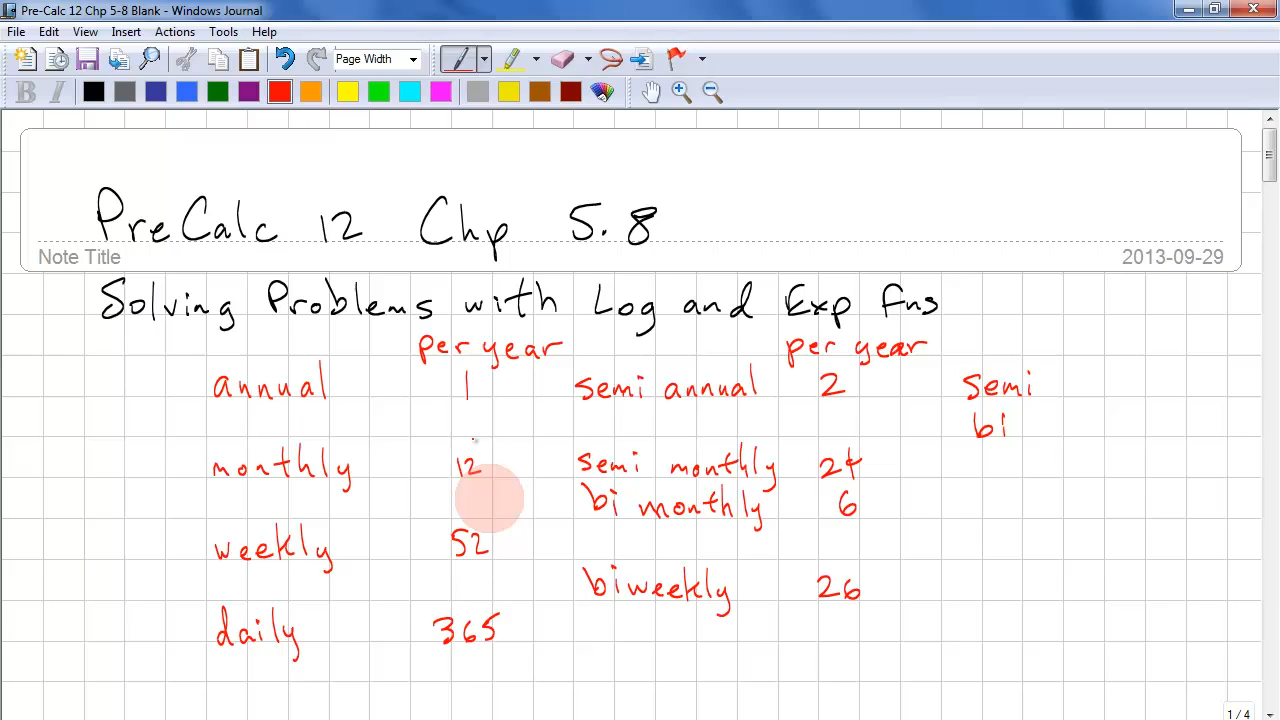 Pre-Calc 12 Chp 5-8 Blank - Windows Journal
File Edit View Insert Actions Tools Help
Page Width
B I
PreCalc 12 Chp 5.8
Note Title 2013-09-29
Solving Problems with Log and Exp Fns
per year per year
annual 1 semi annual 2 semi
bi
monthly 12 semi monthly 24
bi monthly 6
weekly 52
biweekly 26
daily 365
1 / 4